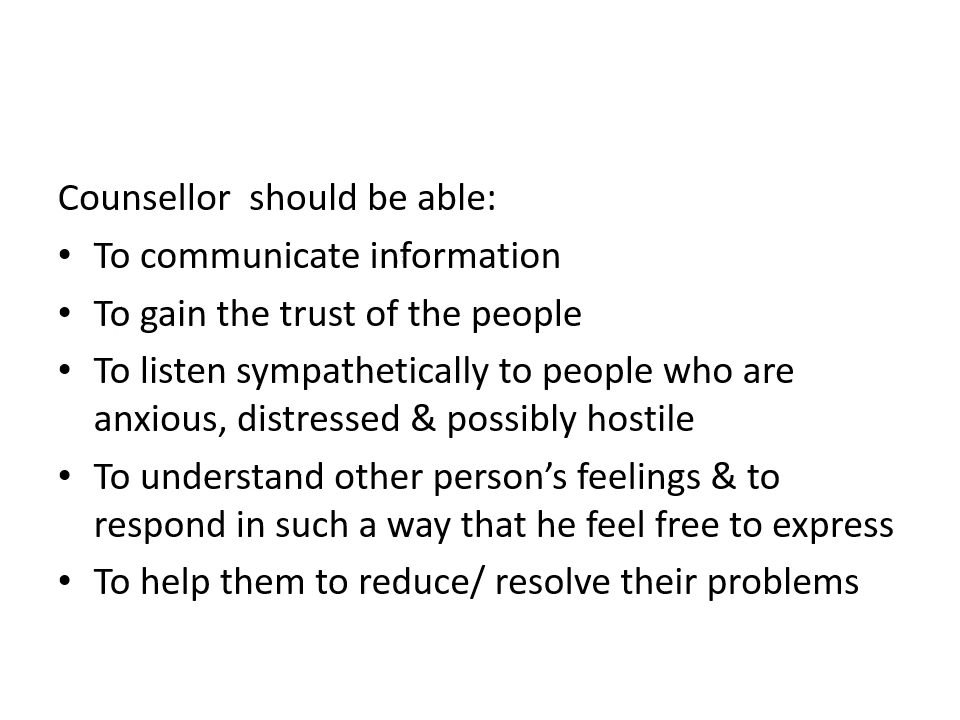 Counsellor  should be able:
• To communicate information
• To gain the trust of the people
• To listen sympathetically to people who are
anxious, distressed & possibly hostile
• To understand other person’s feelings & to
respond in such a way that he feel free to express
• To help them to reduce/ resolve their problems